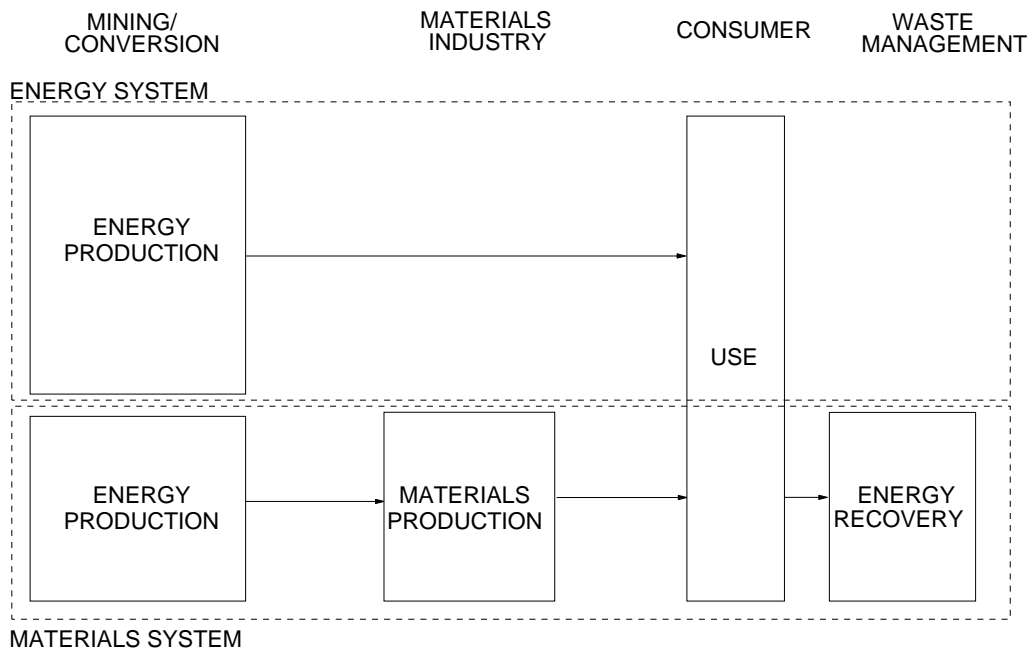 MINING/
CONVERSION
MATERIALS
INDUSTRY
CONSUMER
WASTE
MANAGEMENT
ENERGY SYSTEM
ENERGY
PRODUCTION
USE
ENERGY
PRODUCTION
MATERIALS
PRODUCTION
ENERGY
RECOVERY
MATERIALS SYSTEM